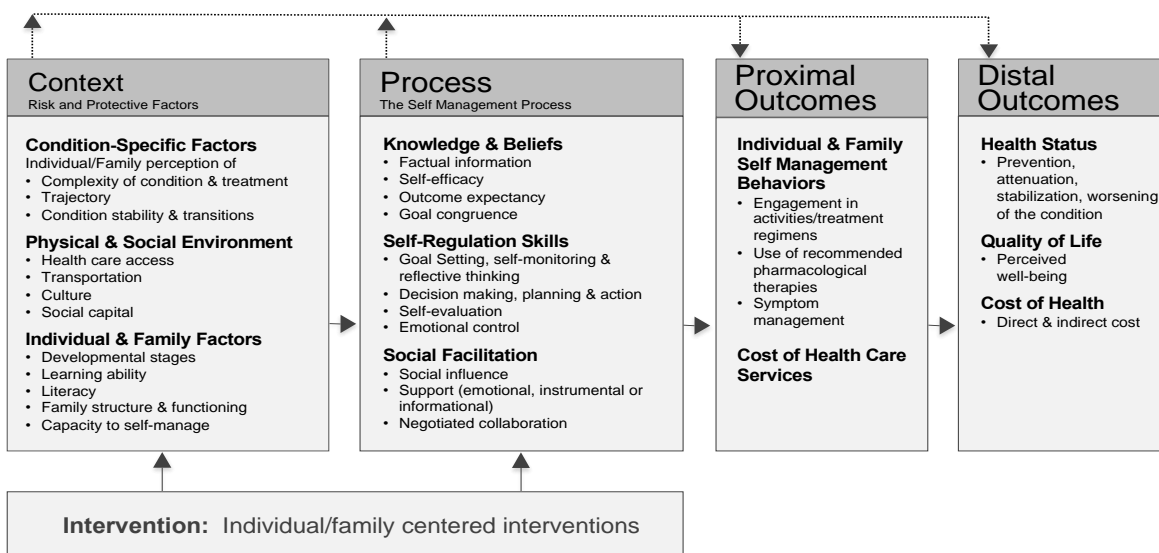 Context
Risk and Protective Factors
Condition-Specific Factors
Individual/Family perception of
• Complexity of condition & treatment
• Trajectory
• Condition stability & transitions
Physical & Social Environment
• Health care access
• Transportation
• Culture
• Social capital
Individual & Family Factors
• Developmental stages
• Learning ability
• Literacy
• Family structure & functioning
• Capacity to self-manage
Process
The Self Management Process
Knowledge & Beliefs
• Factual information
• Self-efficacy
• Outcome expectancy
• Goal congruence
Self-Regulation Skills
• Goal Setting, self-monitoring &
reflective thinking
• Decision making, planning & action
• Self-evaluation
• Emotional control
Social Facilitation
• Social influence
• Support (emotional, instrumental or
informational)
• Negotiated collaboration
Proximal
Outcomes
Individual & Family
Self Management
Behaviors
• Engagement in
activities/treatment
regimens
• Use of recommended
pharmacological
therapies
• Symptom
management
Cost of Health Care
Services
Distal
Outcomes
Health Status
• Prevention,
attenuation,
stabilization, worsening
of the condition
Quality of Life
• Perceived
well-being
Cost of Health
• Direct & indirect cost
Intervention: Individual/family centered interventions